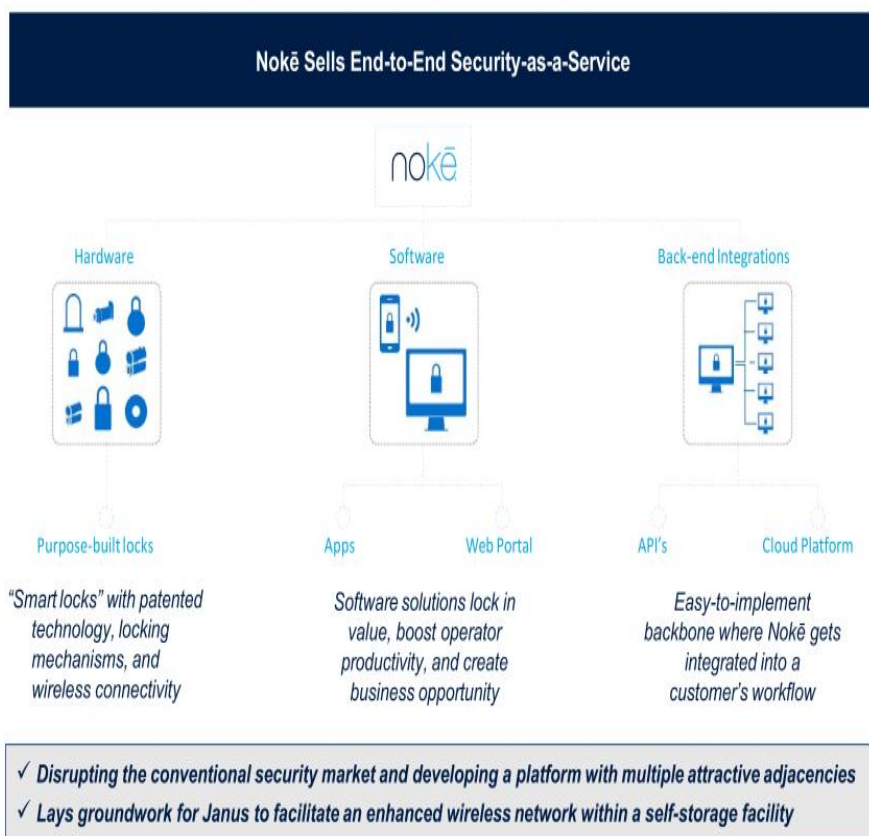 Nokē Sells End-to-End Security-as-a-Service
nokē
Hardware
Software
Back-end Integrations
Purpose-built locks
Apps
Web Portal
API's
Cloud Platform
“Smart locks” with patented
technology, locking
mechanisms, and
wireless connectivity
Software solutions lock in
value, boost operator
productivity, and create
business opportunity
Easy-to-implement
backbone where Nokē gets
integrated into a
customer’s workflow
✓ Disrupting the conventional security market and developing a platform with multiple attractive adjacencies
✓ Lays groundwork for Janus to facilitate an enhanced wireless network within a self-storage facility